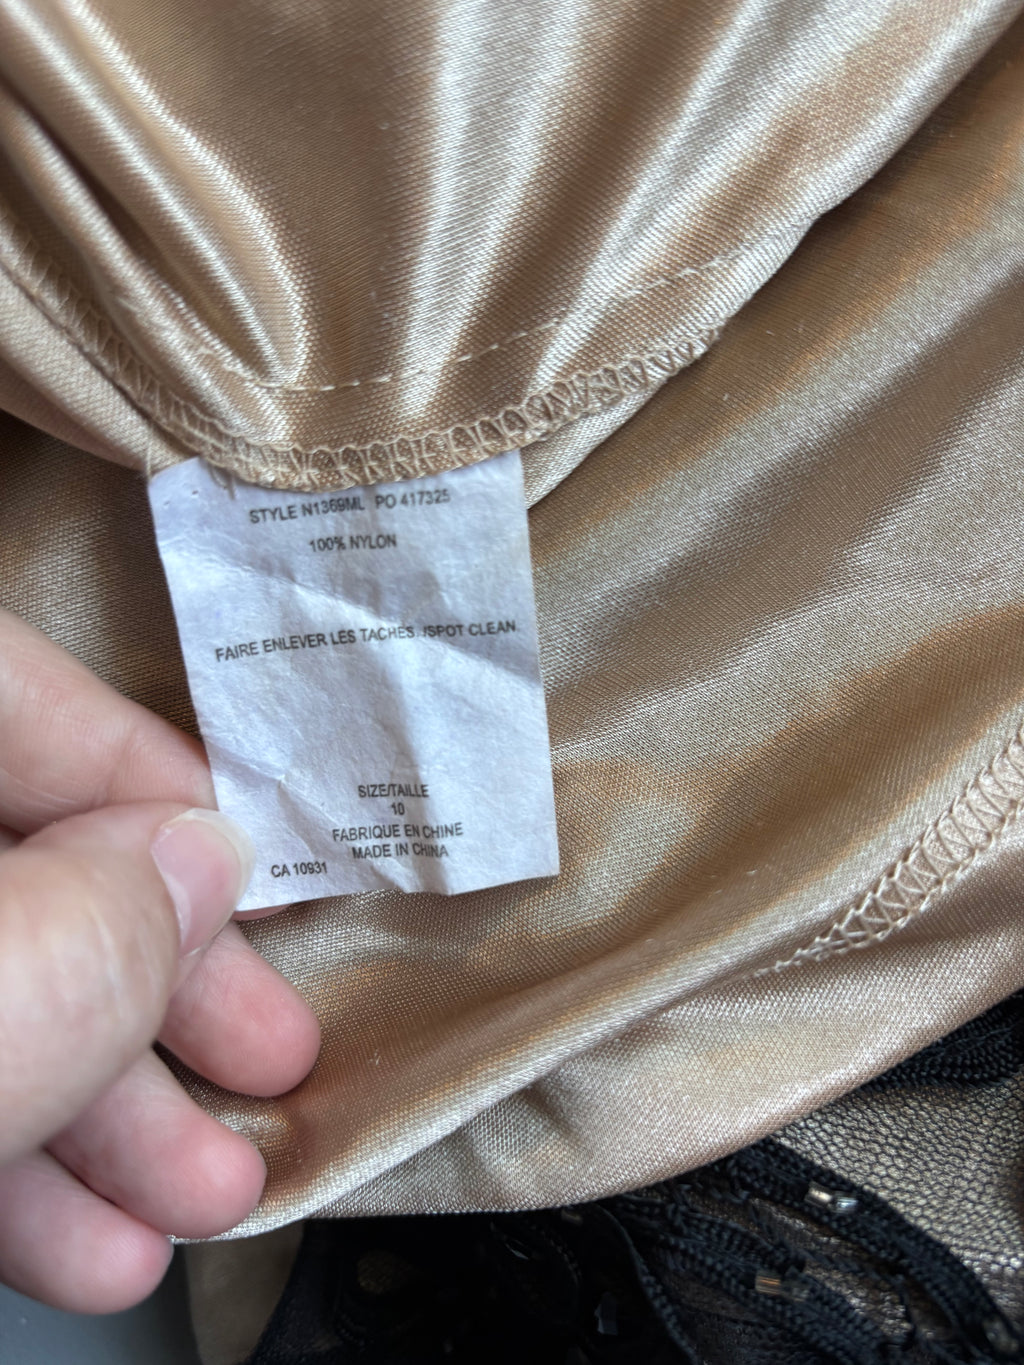 STYLE N1369ML PO 417325
100% NYLON
FAIRE ENLEVER LES TACHES./SPOT CLEAN
SIZE/TAILLE
10
FABRIQUE EN CHINE
MADE IN CHINA
CA 10931